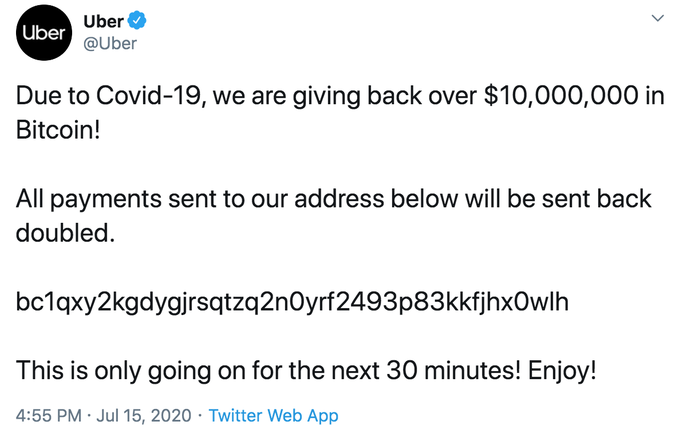 Uber
Uber
@Uber
Due to Covid-19, we are giving back over $10,000,000 in
Bitcoin!
All payments sent to our address below will be sent back
doubled.
bc1qxy2kgdygjrsqtzq2n0yrf2493p83kkfjhx0wlh
This is only going on for the next 30 minutes! Enjoy!
4:55 PM · Jul 15, 2020 · Twitter Web App